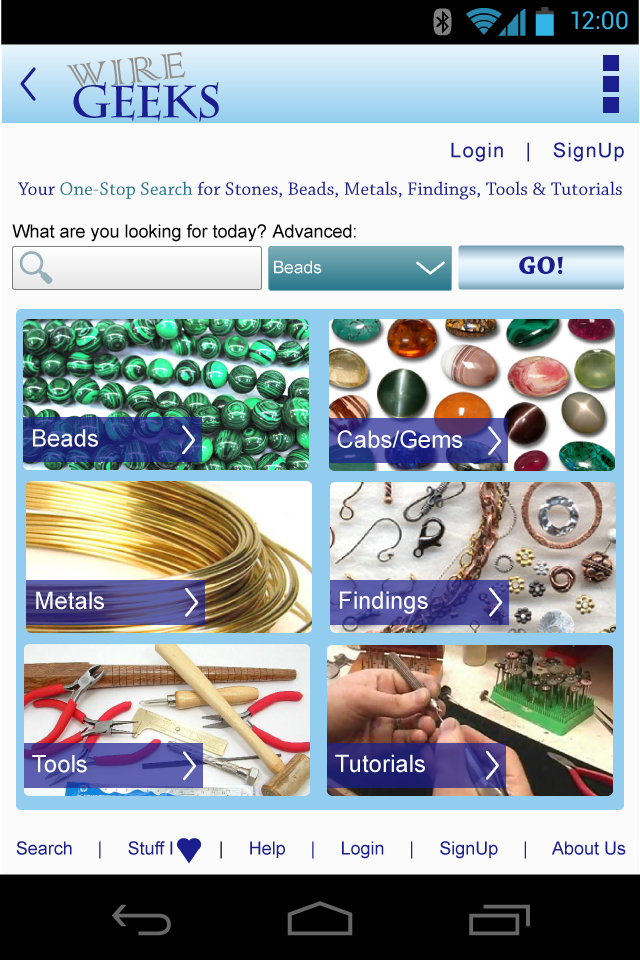 12:00
WIRE
GEEKS
Login | SignUp
Your One-Stop Search for Stones, Beads, Metals, Findings, Tools & Tutorials
What are you looking for today? Advanced:
Beads
GO!
Beads
Cabs/Gems
Metals
Findings
Tools
Tutorials
Search | Stuff I ♥ | Help | Login | SignUp | About Us